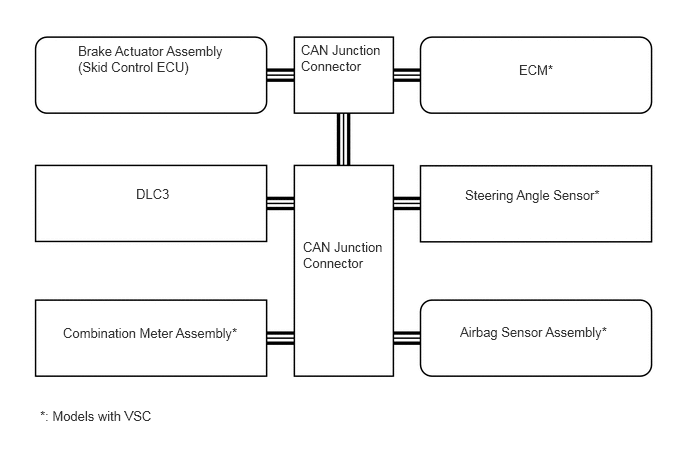 Brake Actuator Assembly
(Skid Control ECU)
CAN Junction
Connector
ECM*
DLC3
Steering Angle Sensor*
CAN Junction
Connector
Combination Meter Assembly*
Airbag Sensor Assembly*
*: Models with VSC